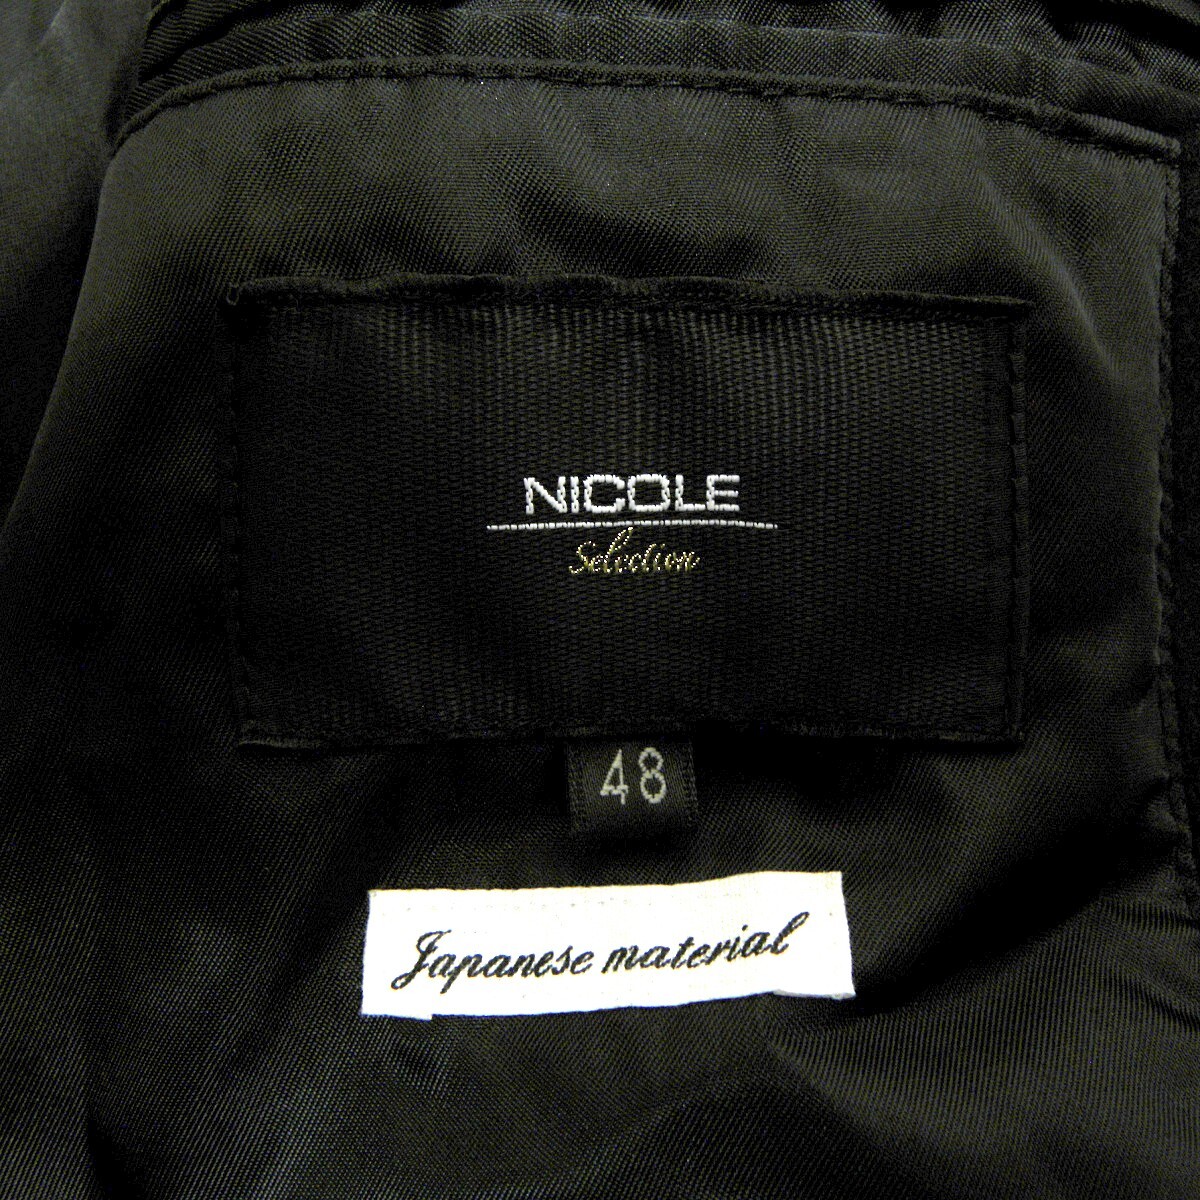 NICOLE
Selection
48
Japanese material